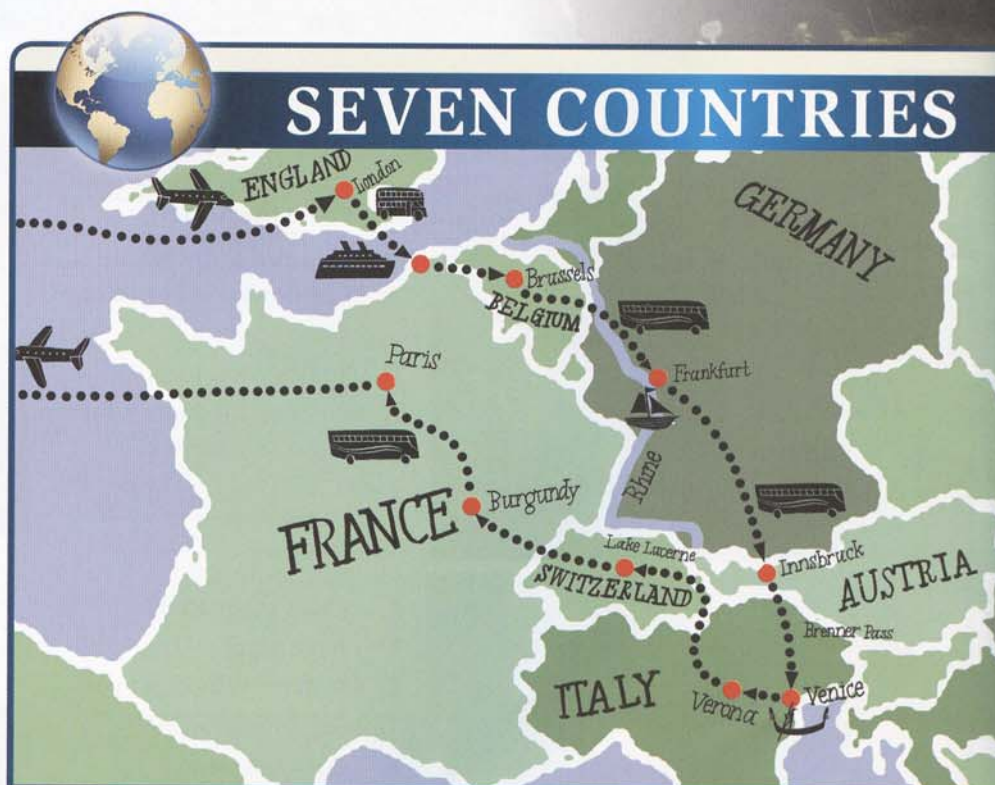 SEVEN COUNTRIES
ENGLAND
London
GERMANY
Brussels
BELGIUM
Paris
Frankfurt
Rhine
Burgundy
FRANCE
Lake Lucerne
SWITZERLAND
Innsbruck
AUSTRIA
Brenner Pass
ITALY
Verona
Venice